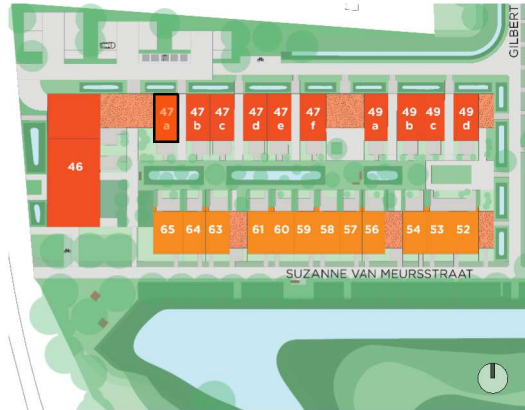 GILBERT
47 a
47 b
47 c
47 d
47 e
47 f
49 a
49 b
49 c
49 d
46
65
64
63
61
60
59
58
57
56
54
53
52
SUZANNE VAN MEURSSTRAAT